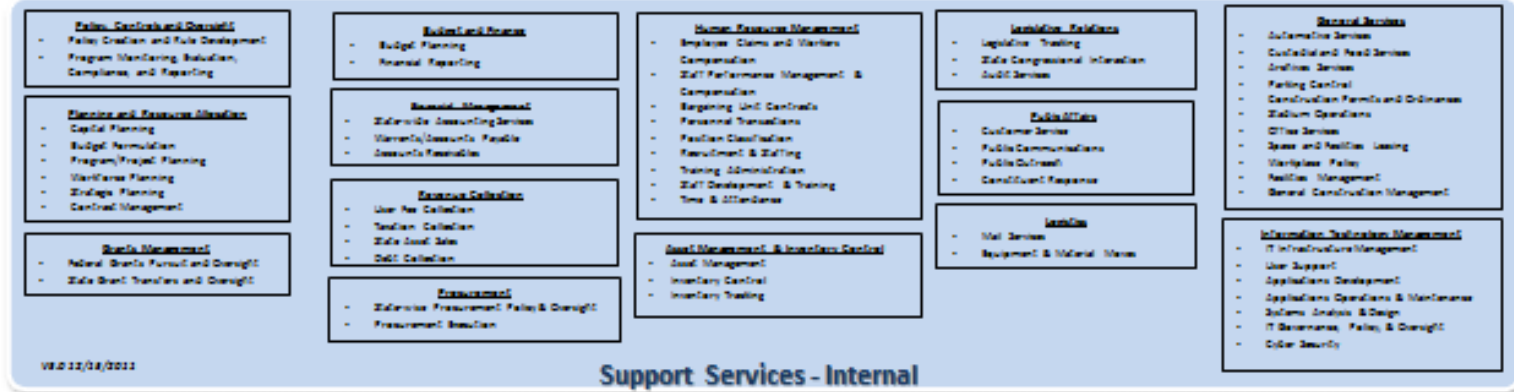 Policy, Controls and Oversight
- Policy Creation and Rule Development
- Program Monitoring, Evaluation,
Compliance, and Reporting
Planning and Resource Allocation
- Capital Planning
- Budget Formulation
- Program/Project Planning
- Workforce Planning
- Strategic Planning
- Contract Management
Grants Management
- Federal Grants Pursuit and Oversight
- State Grant Transfers and Oversight
Budget and Finance
- Budget Planning
- Financial Reporting
Financial Management
- Statewide Accounting Services
- Warrants/Accounts Payable
- Accounts Receivables
Revenue Collection
- User Fee Collection
- Taxation Collection
- State Asset Sales
- Debt Collection
Procurement
- Statewide Procurement Policy & Oversight
- Procurement Execution
Human Resource Management
- Employee Claims and Workers
Compensation
- Staff Performance Management &
Compensation
- Bargaining Unit Contracts
- Personnel Transactions
- Position Classification
- Recruitment & Staffing
- Training Administration
- Staff Development & Training
- Time & Attendance
Asset Management & Inventory Control
- Asset Management
- Inventory Control
- Inventory Tracking
Legislative Relations
- Legislative Tracking
- State Congressional Interaction
- Audit Services
Public Affairs
- Customer Service
- Public Communications
- Public Outreach
- Constituent Response
Logistics
- Mail Services
- Equipment & Material Moves
General Services
- Automotive Services
- Custodial and Food Services
- Archives Services
- Parking Control
- Construction Permits and Ordinances
- Stadium Operations
- Office Services
- Space and Facilities Leasing
- Workplace Policy
- Facilities Management
- General Construction Management
Information Technology Management
- IT Infrastructure Management
- User Support
- Applications Development
- Applications Operations & Maintenance
- Systems Analysis & Design
- IT Governance, Policy, & Oversight
- Cyber Security
Support Services - Internal